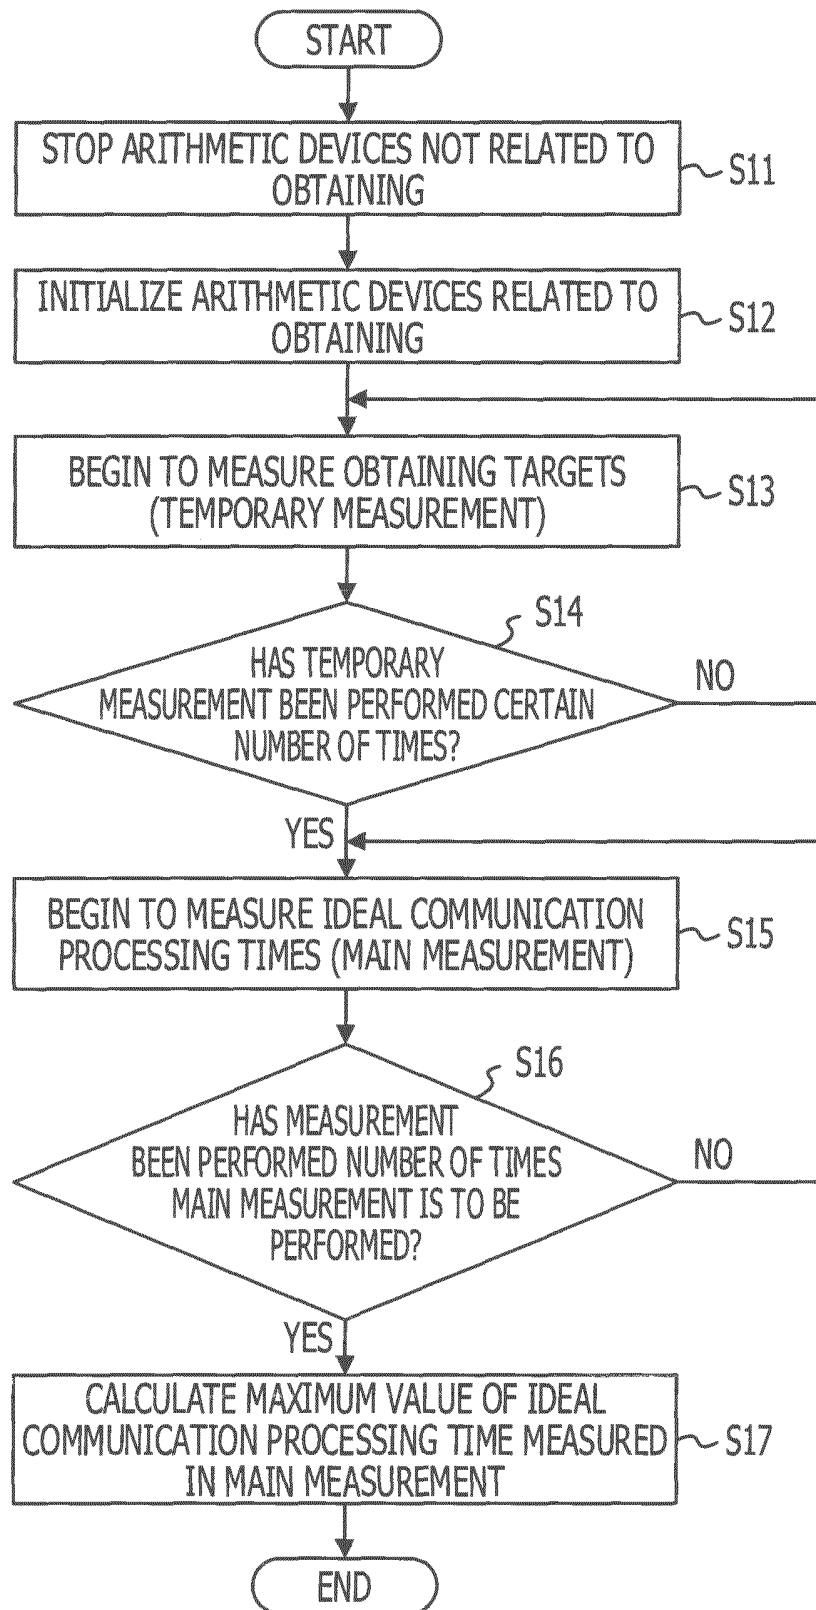 START
STOP ARITHMETIC DEVICES NOT RELATED TO
OBTAINING
S11
INITIALIZE ARITHMETIC DEVICES RELATED TO
OBTAINING
S12
BEGIN TO MEASURE OBTAINING TARGETS
(TEMPORARY MEASUREMENT)
S13
S14
HAS TEMPORARY
MEASUREMENT BEEN PERFORMED CERTAIN
NUMBER OF TIMES?
NO
YES
BEGIN TO MEASURE IDEAL COMMUNICATION
PROCESSING TIMES (MAIN MEASUREMENT)
S15
S16
HAS MEASUREMENT
BEEN PERFORMED NUMBER OF TIMES
MAIN MEASUREMENT IS TO BE
PERFORMED?
NO
YES
CALCULATE MAXIMUM VALUE OF IDEAL
COMMUNICATION PROCESSING TIME MEASURED
IN MAIN MEASUREMENT
S17
END